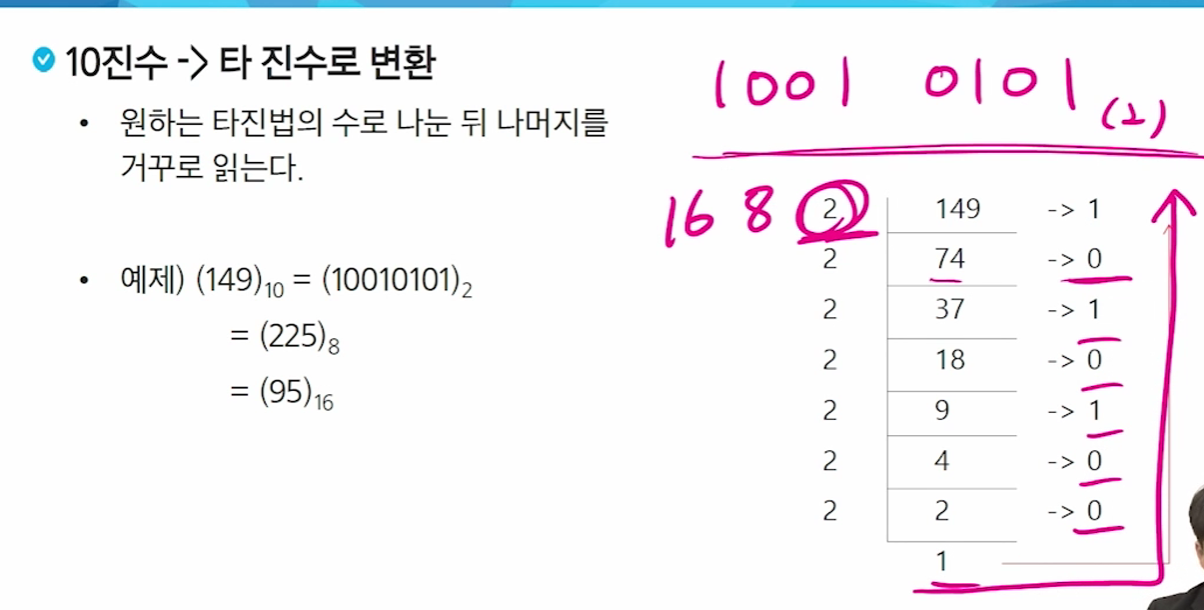 10진수 -> 타 진수로 변환
• 원하는 타진법의 수로 나눈 뒤 나머지를
거꾸로 읽는다.
• 예제) (149)₁₀ = (10010101)₂
= (225)₈
= (95)₁₆
1001 0101 (2)
16 8
2 149 -> 1
2 74 -> 0
2 37 -> 1
2 18 -> 0
2 9 -> 1
2 4 -> 0
2 2 -> 0
1